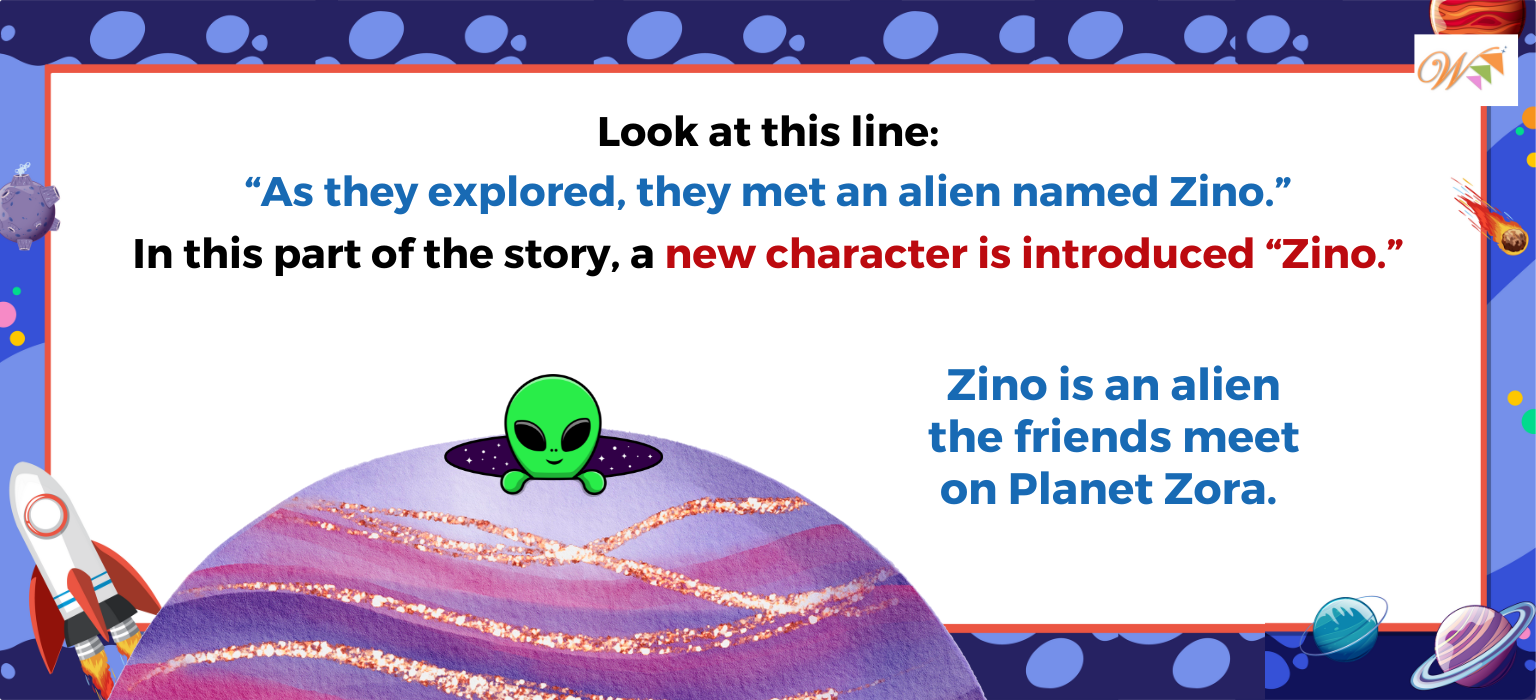 Look at this line:
“As they explored, they met an alien named Zino.”
In this part of the story, a new character is introduced “Zino.”
Zino is an alien
the friends meet
on Planet Zora.
W